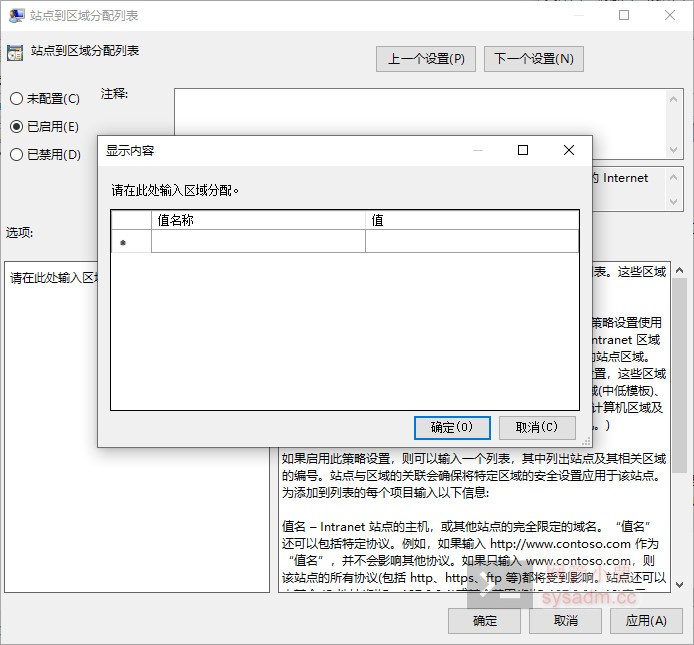 站点到区域分配列表
站点到区域分配列表
上一个设置(P)
下一个设置(N)
未配置(C)
注释:
已启用(E)
已禁用(D)
显示内容
的 Internet
请在此处输入区域分配。
值名称
值
选项:
请在此处输入区域
表。这些区域
策略设置使用
ntranet 区域
的站点区域。
置，这些区域
域(中低模板)、
计算机区域及
。)
确定(O)
取消(C)
如果启用此策略设置，则可以输入一个列表，其中列出站点及其相关区域
的编号。站点与区域的关联会确保将特定区域的安全设置应用于该站点。
为添加到列表的每个项目输入以下信息:
值名 – Intranet 站点的主机，或其他站点的完全限定的域名。“值名”
还可以包括特定协议。例如，如果输入 http://www.contoso.com 作为
“值名”，并不会影响其他协议。如果只输入 www.contoso.com，则
该站点的所有协议(包括 http、https、ftp 等)都将受到影响。站点还可以
sysadm.cc
确定
取消
应用(A)